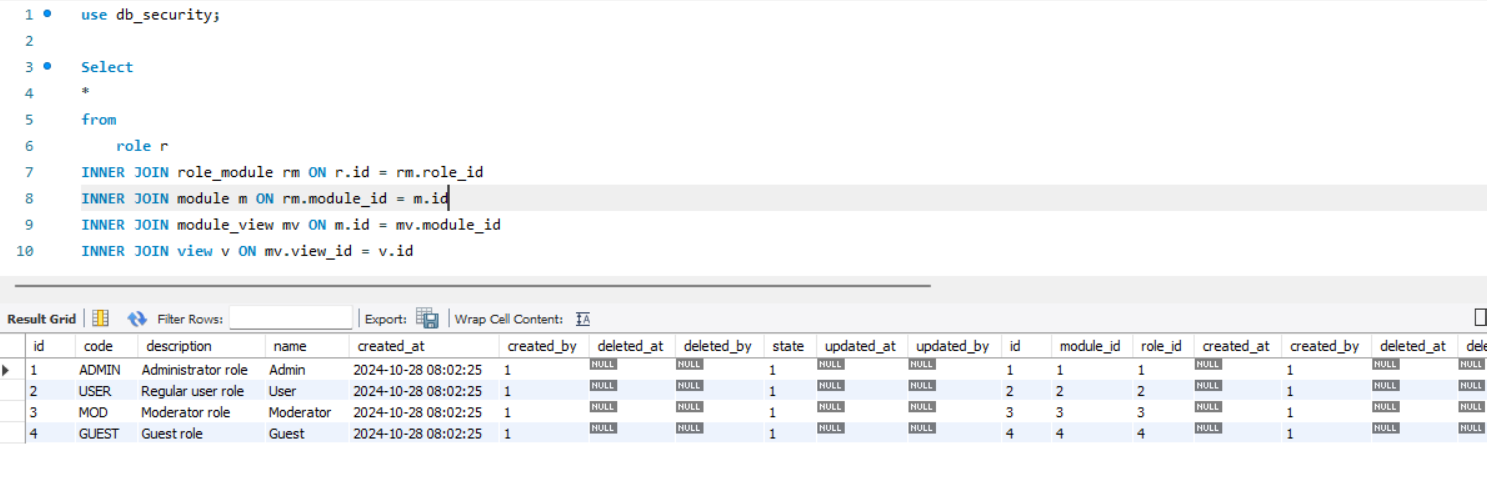 1 use db_security;
2
3 Select
4 *
5 from
6 role r
7 INNER JOIN role_module rm ON r.id = rm.role_id
8 INNER JOIN module m ON rm.module_id = m.id
9 INNER JOIN module_view mv ON m.id = mv.module_id
10 INNER JOIN view v ON mv.view_id = v.id
Result Grid Filter Rows: Export: Wrap Cell Content: IA
id code description name created_at created_by deleted_at deleted_by state updated_at updated_by id module_id role_id created_at created_by deleted_at dele
1 ADMIN Administrator role Admin 2024-10-28 08:02:25 1 NULL NULL 1 NULL NULL 1 1 1 NULL 1 NULL NULL
2 USER Regular user role User 2024-10-28 08:02:25 1 NULL NULL 1 NULL NULL 2 2 2 NULL 1 NULL NULL
3 MOD Moderator role Moderator 2024-10-28 08:02:25 1 NULL NULL 1 NULL NULL 3 3 3 NULL 1 NULL NULL
4 GUEST Guest role Guest 2024-10-28 08:02:25 1 NULL NULL 1 NULL NULL 4 4 4 NULL 1 NULL NULL